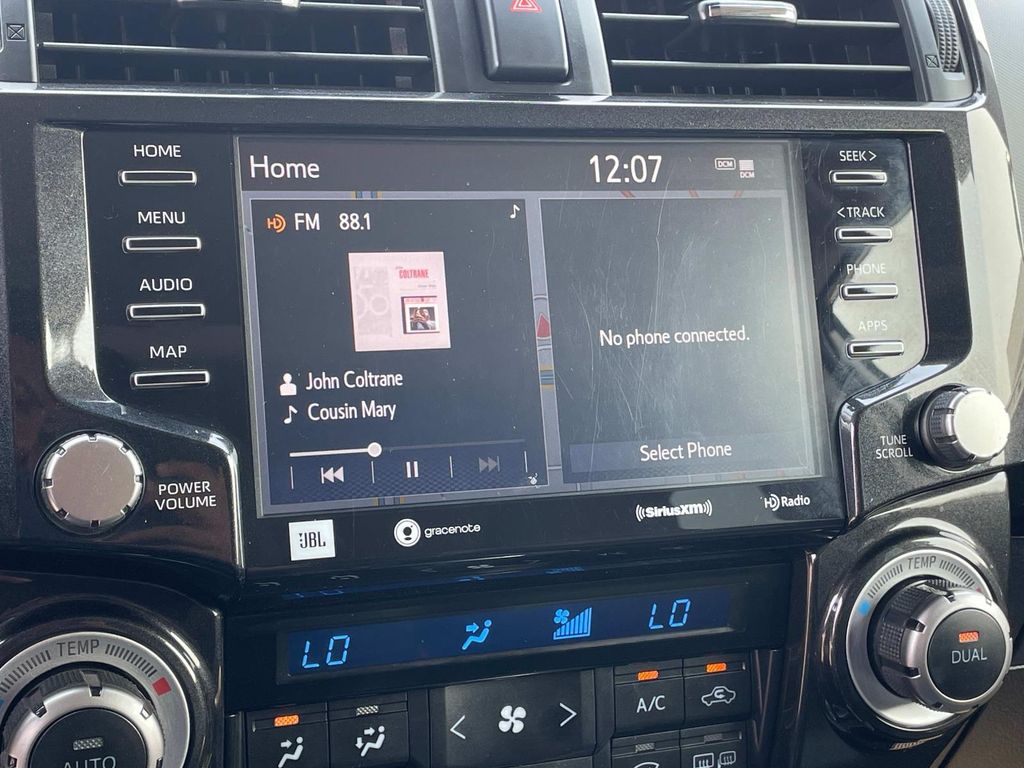 HOME
MENU
AUDIO
MAP
POWER
VOLUME
Home
12:07
DCM
DCM
HD FM 88.1
COLTRANE
John Coltrane
Cousin Mary
No phone connected.
Select Phone
SEEK>
<TRACK
PHONE
APPS
TUNE
SCROLL
JBL
gracenote
((SiriusXM))
HD Radio
LO
LO
TEMP
AUTO
A/C
TEMP
DUAL